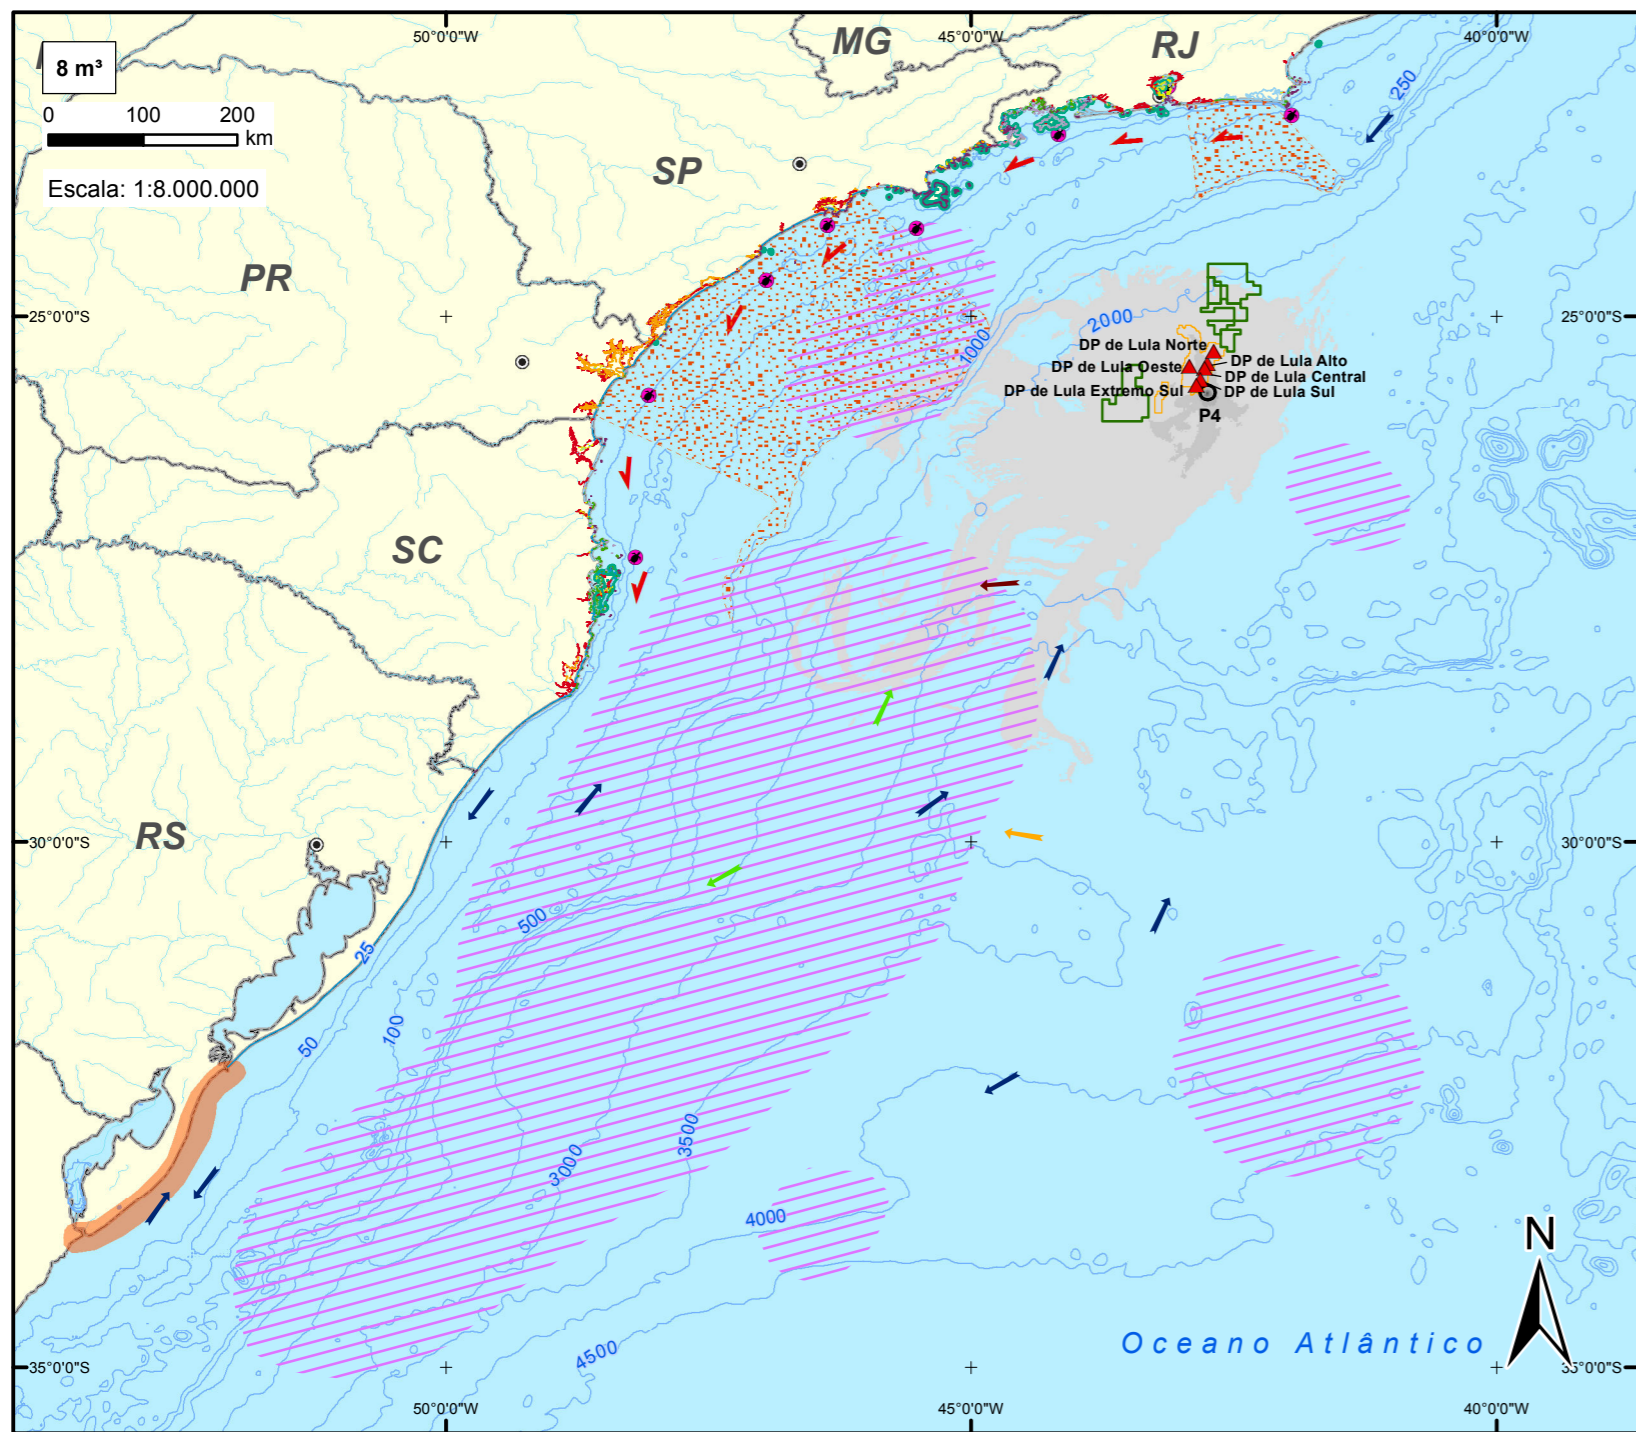 50°0'0"W
45°0'0"W
40°0'0"W
MG
RJ
8 m³
0 100 200
km
Escala: 1:8.000.000
250
SP
PR
25°0'0"S
25°0'0"S
2000
1000
DP de Lula Norte
DP de Lula Alto
DP de Lula Oeste
DP de Lula Central
DP de Lula Extremo Sul
DP de Lula Sul
P4
SC
RS
30°0'0"S
30°0'0"S
500
25
100
50
3500
3000
4000
4500
N
Oceano Atlântico
35°0'0"S
35°0'0"S
50°0'0"W
45°0'0"W
40°0'0"W